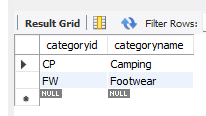 Result Grid Filter Rows:
categoryid categoryname
CP Camping
FW Footwear
NULL NULL